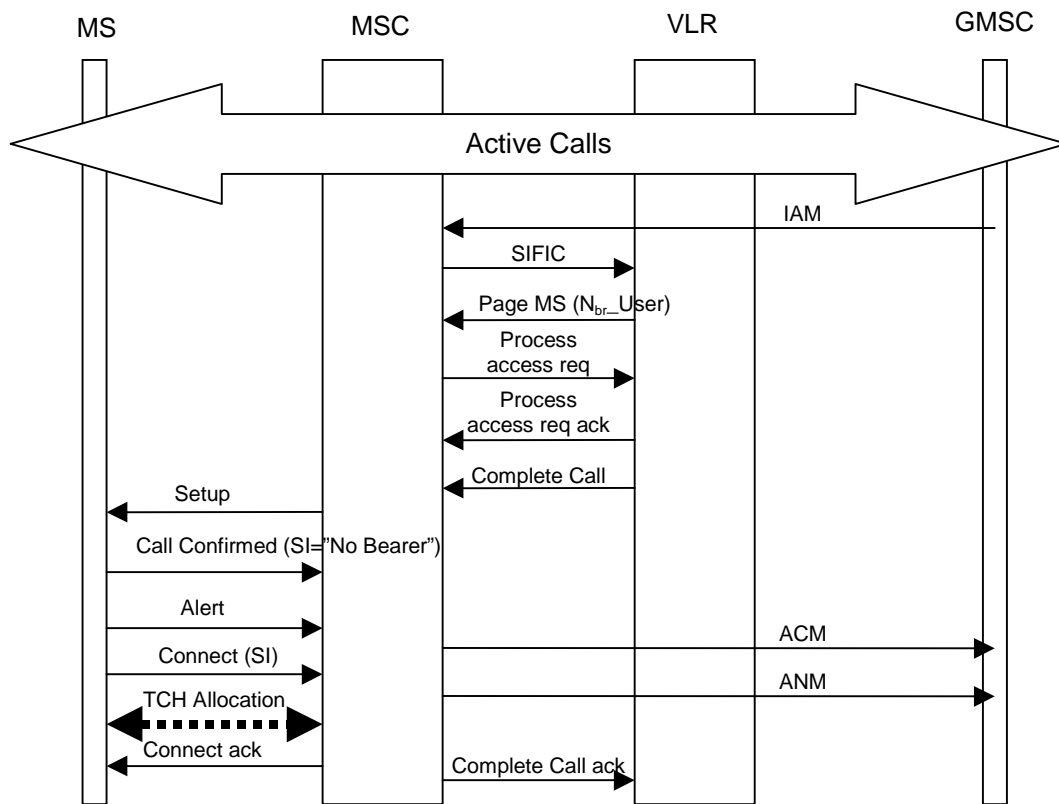 MS
MSC
VLR
GMSC
Active Calls
IAM
SIFIC
Page MS (Nbr_User)
Process
access req
Process
access req ack
Complete Call
Setup
Call Confirmed (SI=”No Bearer”)
Alert
ACM
Connect (SI)
ANM
TCH Allocation
Connect ack
Complete Call ack